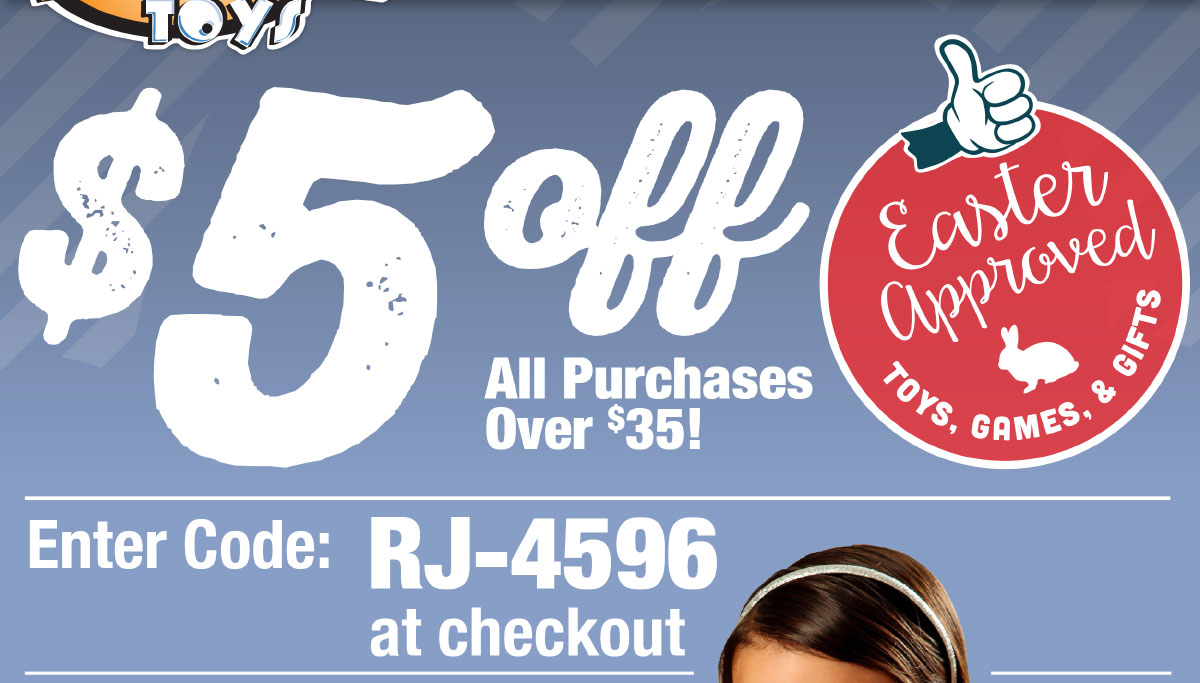 TOYS
$5 off
All Purchases
Over $35!
Easter
Approved
TOYS, GAMES, & GIFTS
Enter Code: RJ-4596
at checkout